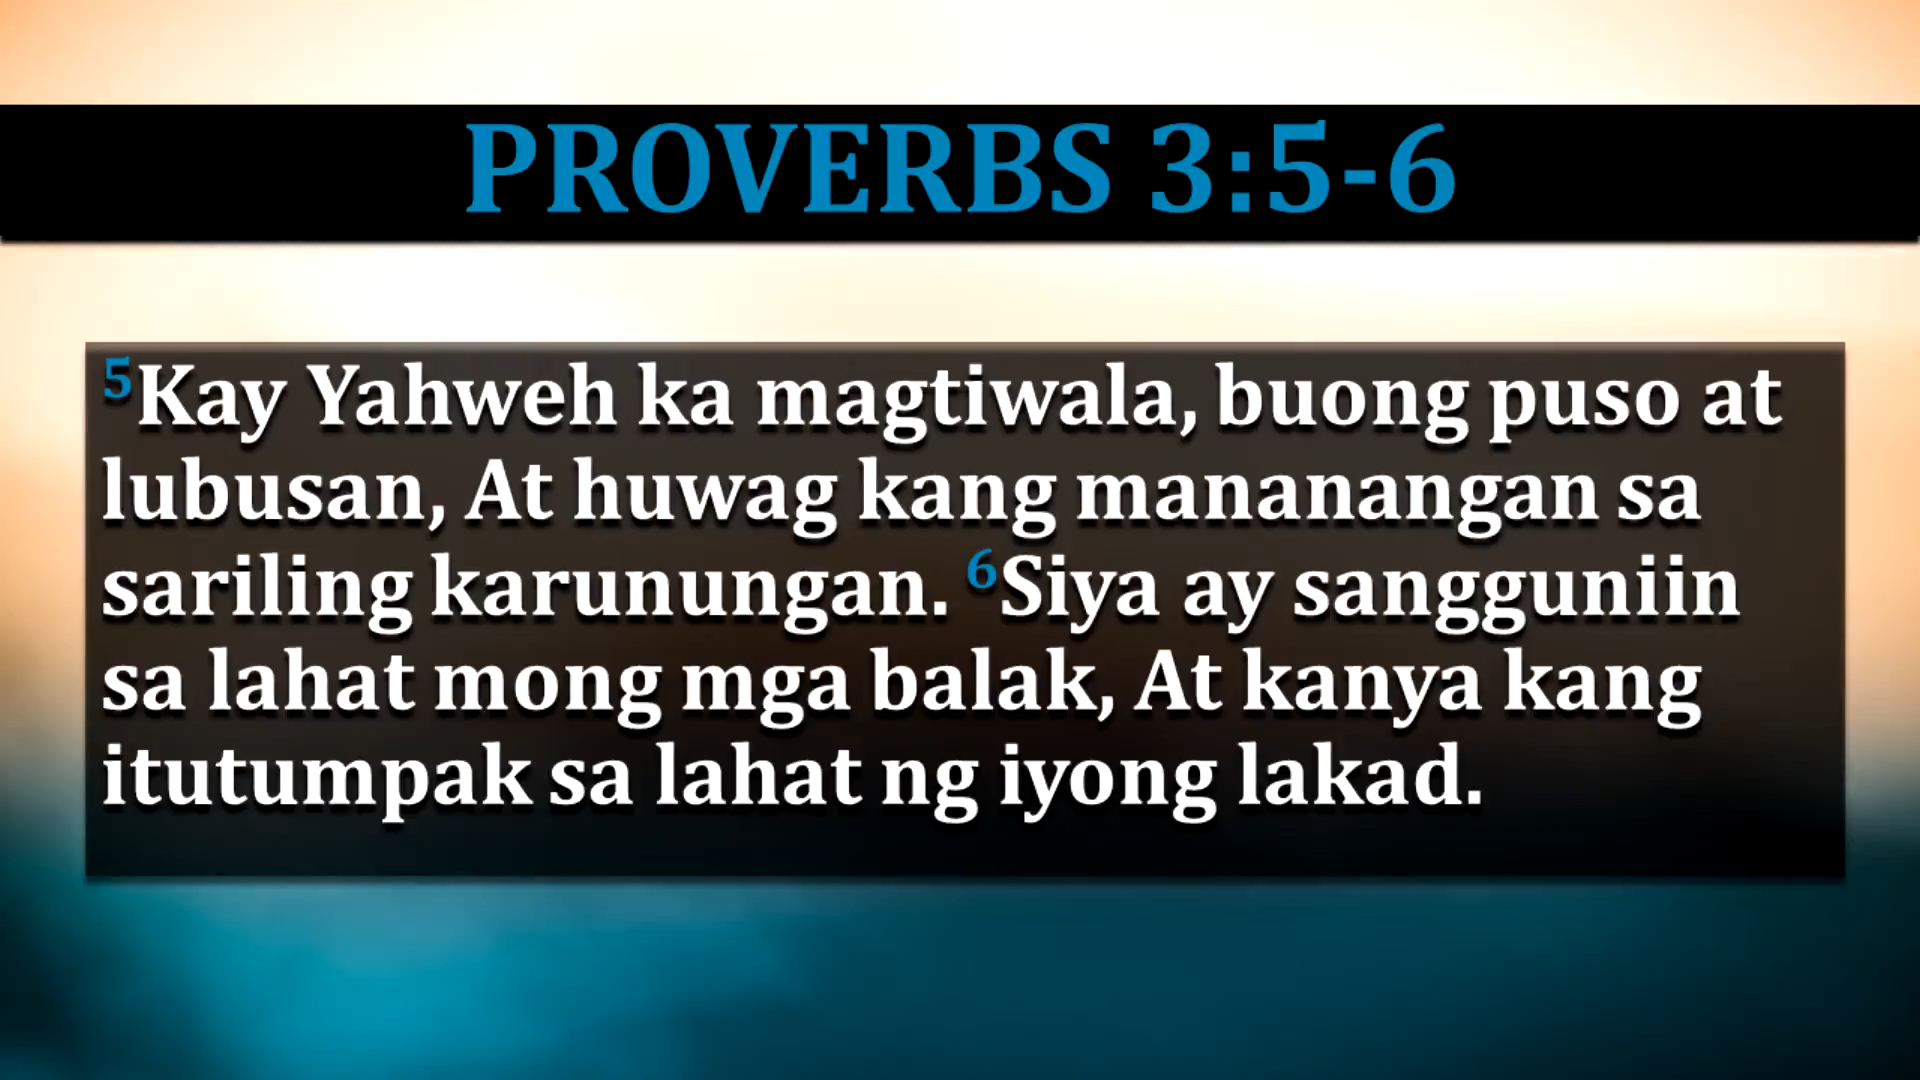 PROVERBS 3:5-6
5Kay Yahweh ka magtiwala, buong puso at
lubusan, At huwag kang mananangan sa
sariling karunungan. 6Siya ay sangguniin
sa lahat mong mga balak, At kanya kang
itutumpak sa lahat ng iyong lakad.